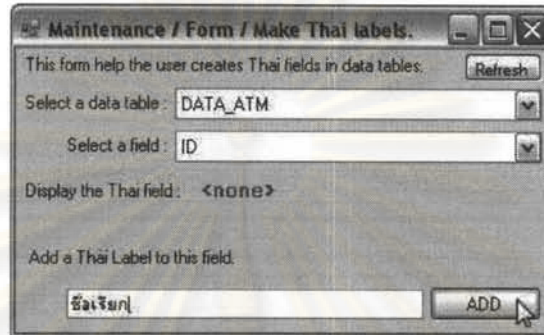 Maintenance / Form / Make Thai labels.
This form help the user creates Thai fields in data tables.
Refresh
Select a data table : DATA_ATM
Select a field : ID
Display the Thai field : <none>
Add a Thai Label to this field.
ชื่อเรียก ADD